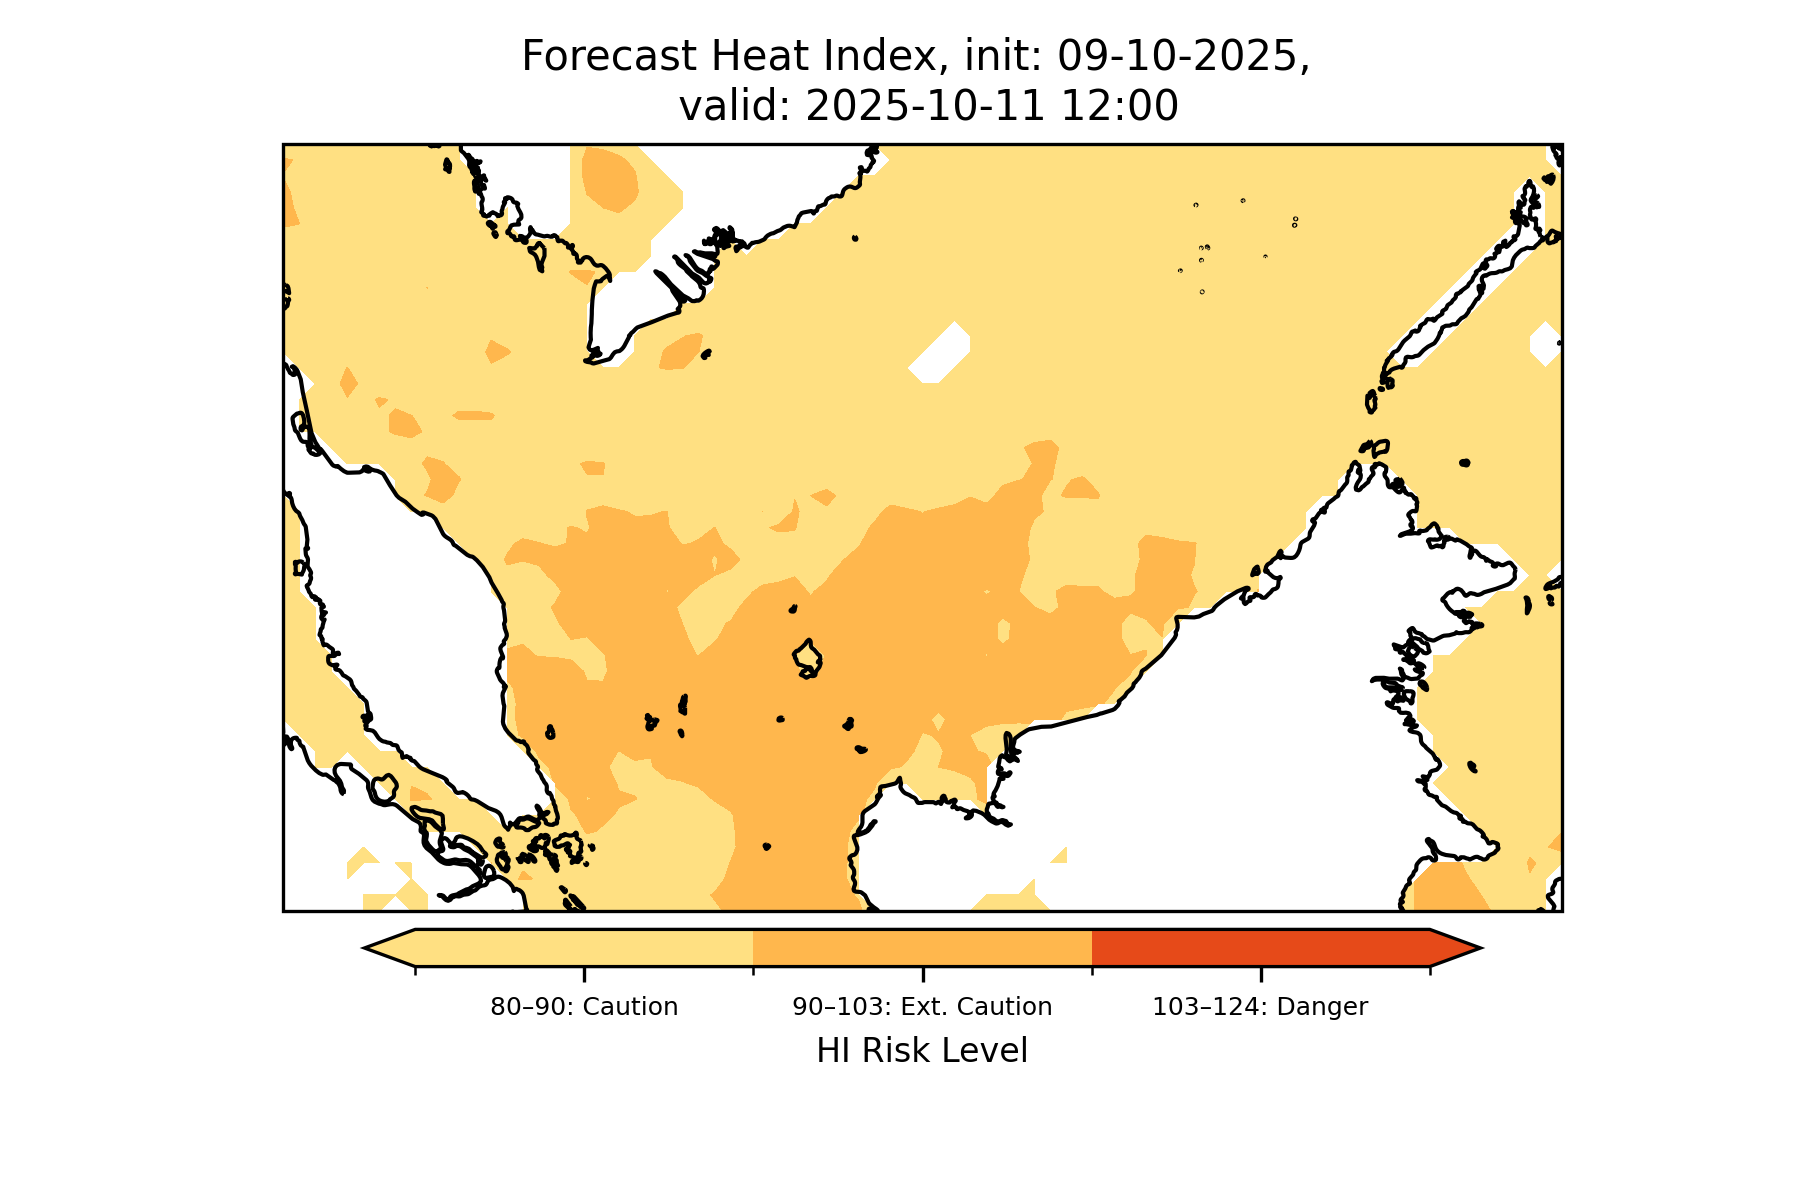 Forecast Heat Index, init: 09-10-2025,
valid: 2025-10-11 12:00
80–90: Caution
90–103: Ext. Caution
103–124: Danger
HI Risk Level